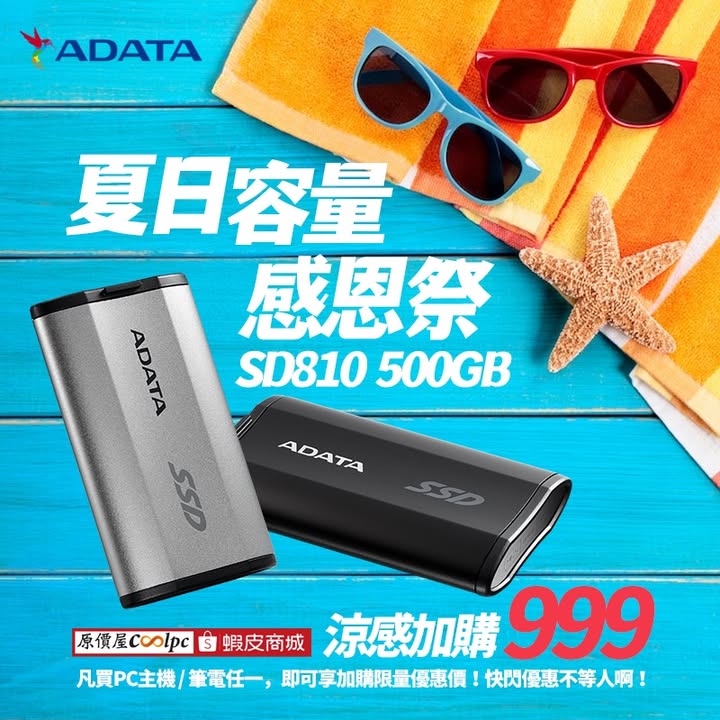 ADATA
夏日容量
感恩祭
SD810 500GB
ADATA
SSD
ADATA
SSD
原價屋coolpc 蝦皮商城 涼感加購 999
凡買PC主機/筆電任一，即可享加購限量優惠價！快閃優惠不等人啊！